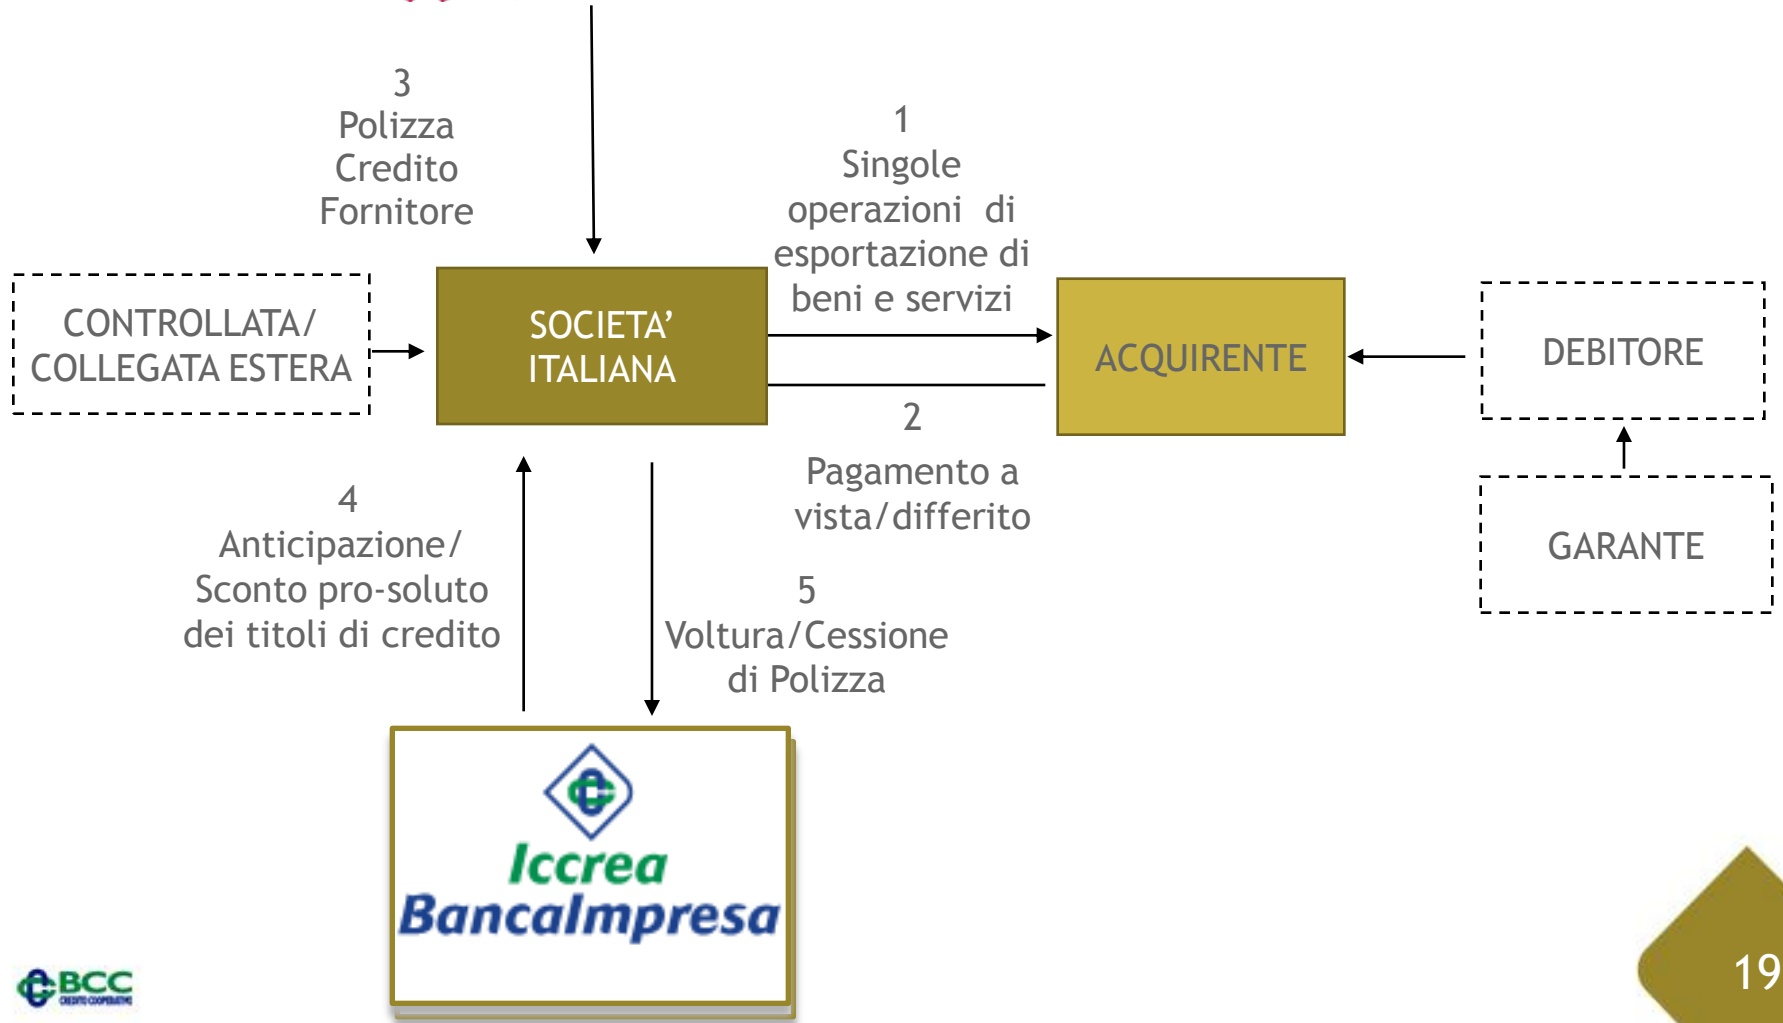 3
Polizza
Credito
Fornitore
1
Singole
operazioni di
esportazione di
beni e servizi
CONTROLLATA/
COLLEGATA ESTERA
SOCIETA’
ITALIANA
ACQUIRENTE
DEBITORE
2
Pagamento a
vista/differito
GARANTE
4
Anticipazione/
Sconto pro-soluto
dei titoli di credito
5
Voltura/Cessione
di Polizza
Iccrea
BancaImpresa
BCC
CREDITO COOPERATIVO
19